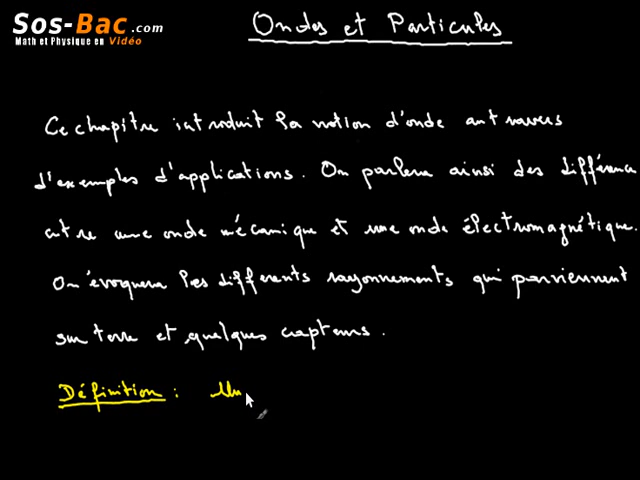 Sos-Bac.com
Math et Physique en Vidéo
Ondes et Particules
Ce chapitre introduit la notion d'onde au travers
d'exemples d'applications. On parlera ainsi des différence
entre une onde mécanique et une onde électromagnétique.
On évoquera les différents rayonnements qui parviennent
sur terre et quelques capteurs.
Définition : Un